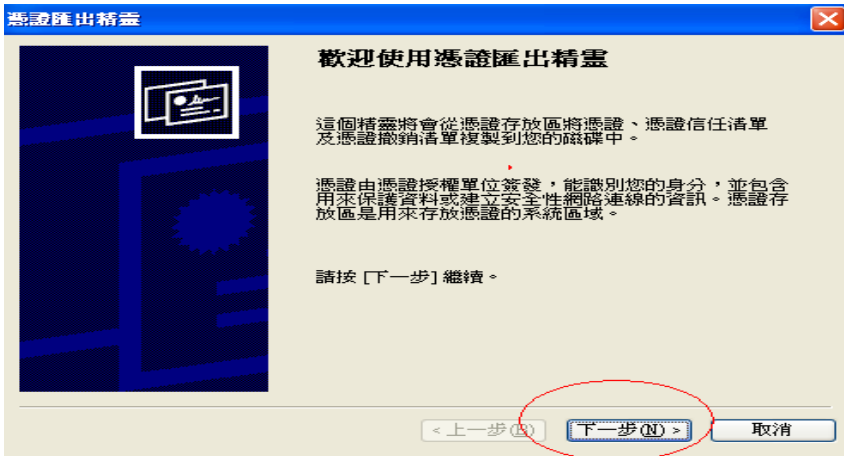 憑證匯出精靈
歡迎使用憑證匯出精靈
這個精靈將會從憑證存放區將憑證、憑證信任清單
及憑證撤銷清單複製到您的磁碟中。
憑證由憑證授權單位簽發，能識別您的身分，並包含
用來保護資料或建立安全性網路連線的資訊。憑證存
放區是用來存放憑證的系統區域。
請按 [下一步] 繼續。
< 上一步(B) 下一步(N) > 取消